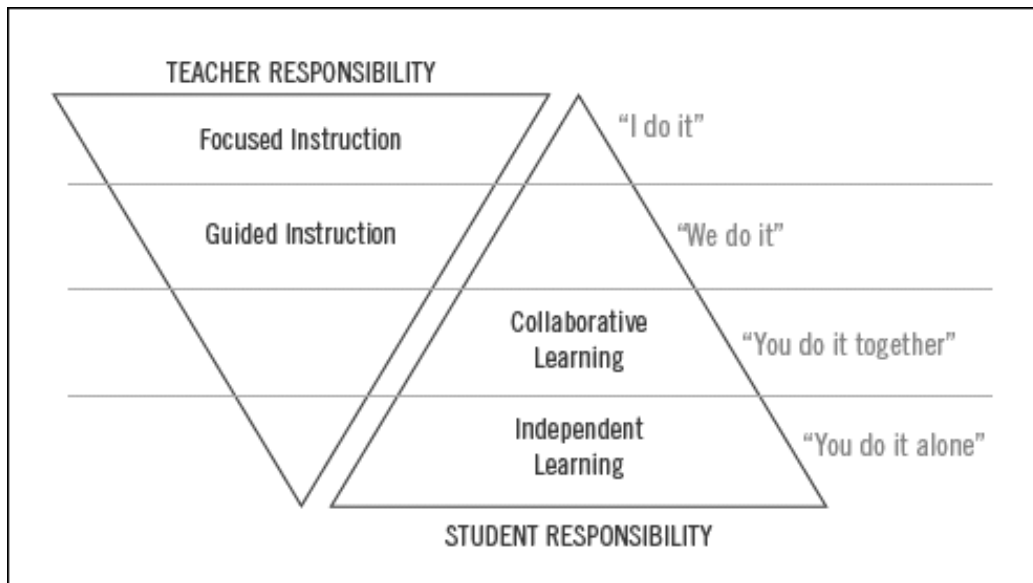 TEACHER RESPONSIBILITY
Focused Instruction
“I do it”
Guided Instruction
“We do it”
Collaborative
Learning
“You do it together”
Independent
Learning
“You do it alone”
STUDENT RESPONSIBILITY